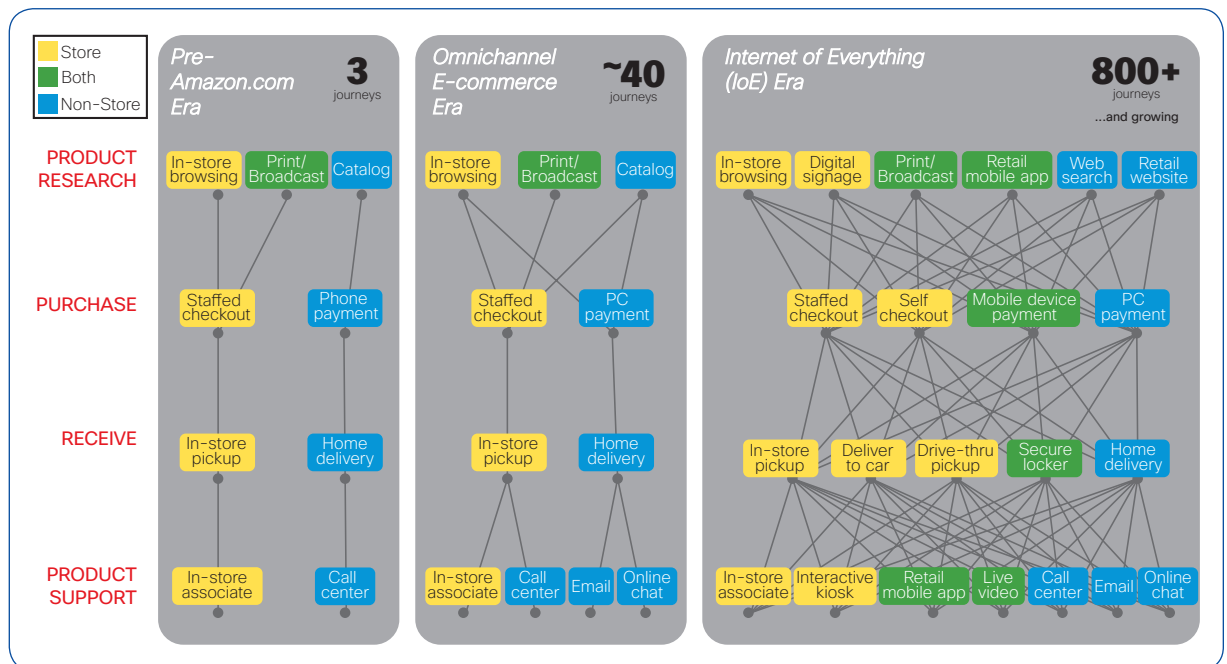 Store
Both
Non-Store
Pre-
Amazon.com
Era
3
journeys
Omnichannel
E-commerce
Era
~40
journeys
Internet of Everything
(IoE) Era
800+
journeys
...and growing
PRODUCT
RESEARCH
In-store
browsing
Print/
Broadcast
Catalog
In-store
browsing
Print/
Broadcast
Catalog
In-store
browsing
Digital
signage
Print/
Broadcast
Retail
mobile app
Web
search
Retail
website
PURCHASE
Staffed
checkout
Phone
payment
Staffed
checkout
PC
payment
Staffed
checkout
Self
checkout
Mobile device
payment
PC
payment
RECEIVE
In-store
pickup
Home
delivery
In-store
pickup
Home
delivery
In-store
pickup
Deliver
to car
Drive-thru
pickup
Secure
locker
Home
delivery
PRODUCT
SUPPORT
In-store
associate
Call
center
In-store
associate
Call
center
Email
Online
chat
In-store
associate
Interactive
kiosk
Retail
mobile app
Live
video
Call
center
Email
Online
chat